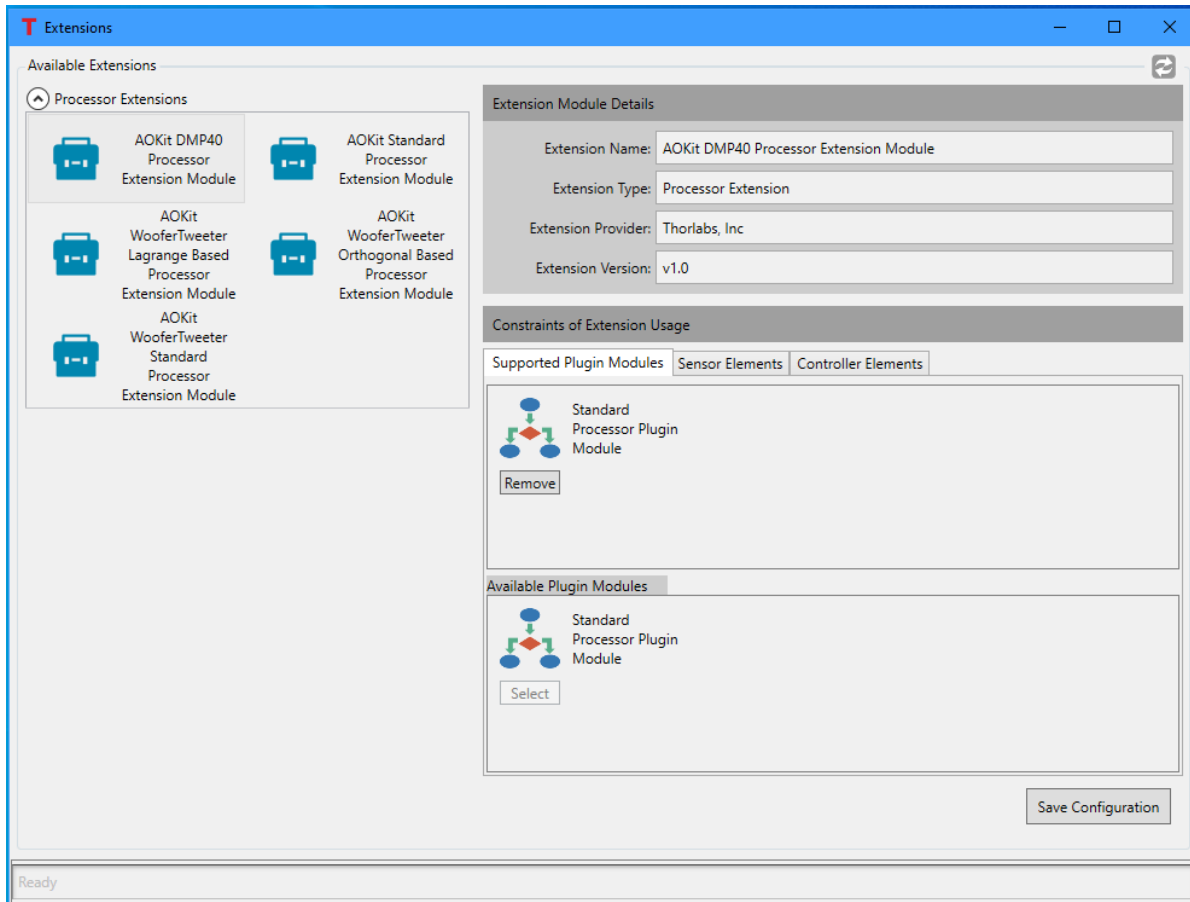 T Extensions
Available Extensions
Processor Extensions
AOKit DMP40
Processor
Extension Module
AOKit Standard
Processor
Extension Module
AOKit
WooferTweeter
Lagrange Based
Processor
Extension Module
AOKit
WooferTweeter
Orthogonal Based
Processor
Extension Module
AOKit
WooferTweeter
Standard
Processor
Extension Module
Extension Module Details
Extension Name: AOKit DMP40 Processor Extension Module
Extension Type: Processor Extension
Extension Provider: Thorlabs, Inc
Extension Version: v1.0
Constraints of Extension Usage
Supported Plugin Modules Sensor Elements Controller Elements
Standard
Processor Plugin
Module
Remove
Available Plugin Modules
Standard
Processor Plugin
Module
Select
Save Configuration
Ready